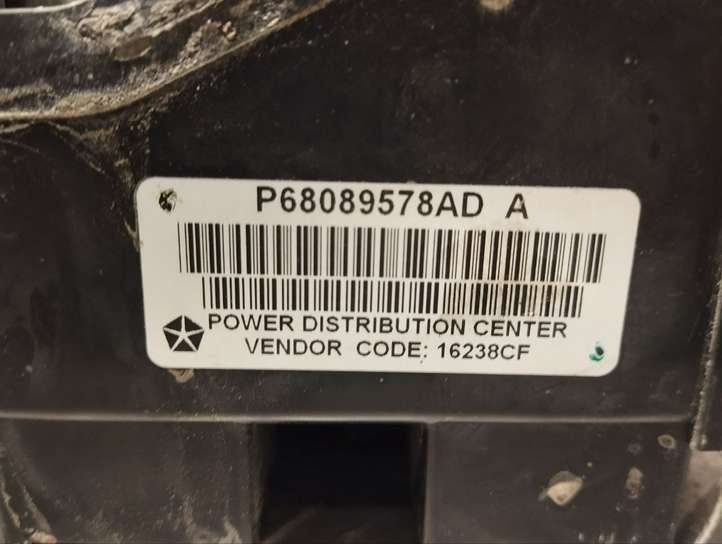 P68089578AD A
POWER DISTRIBUTION CENTER
VENDOR CODE: 16238CF